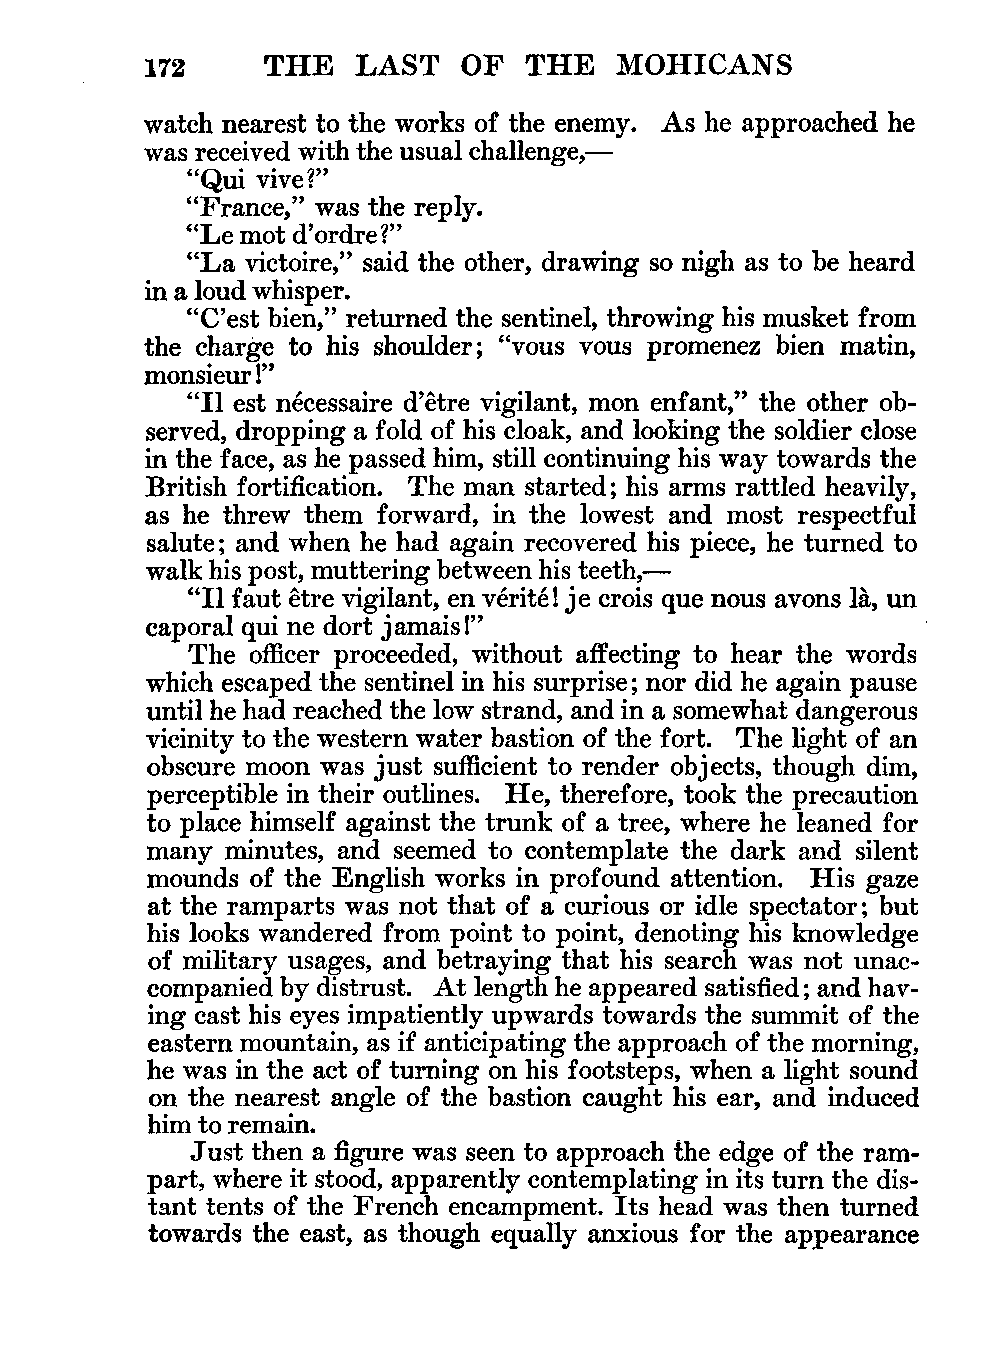 172 THE LAST OF THE MOHICANS
watch nearest to the works of the enemy. As he approached he
was received with the usual challenge,—
“Qui vive?”
“France,” was the reply.
“Le mot d’ordre?”
“La victoire,” said the other, drawing so nigh as to be heard
in a loud whisper.
“C’est bien,” returned the sentinel, throwing his musket from
the charge to his shoulder; “vous vous promenez bien matin,
monsieur!”
“Il est nécessaire d’être vigilant, mon enfant,” the other ob-
served, dropping a fold of his cloak, and looking the soldier close
in the face, as he passed him, still continuing his way towards the
British fortification. The man started; his arms rattled heavily,
as he threw them forward, in the lowest and most respectful
salute; and when he had again recovered his piece, he turned to
walk his post, muttering between his teeth,—
“Il faut être vigilant, en vérité! je crois que nous avons là, un
caporal qui ne dort jamais!”
The officer proceeded, without affecting to hear the words
which escaped the sentinel in his surprise; nor did he again pause
until he had reached the low strand, and in a somewhat dangerous
vicinity to the western water bastion of the fort. The light of an
obscure moon was just sufficient to render objects, though dim,
perceptible in their outlines. He, therefore, took the precaution
to place himself against the trunk of a tree, where he leaned for
many minutes, and seemed to contemplate the dark and silent
mounds of the English works in profound attention. His gaze
at the ramparts was not that of a curious or idle spectator; but
his looks wandered from point to point, denoting his knowledge
of military usages, and betraying that his search was not unac-
companied by distrust. At length he appeared satisfied; and hav-
ing cast his eyes impatiently upwards towards the summit of the
eastern mountain, as if anticipating the approach of the morning,
he was in the act of turning on his footsteps, when a light sound
on the nearest angle of the bastion caught his ear, and induced
him to remain.
Just then a figure was seen to approach the edge of the ram-
part, where it stood, apparently contemplating in its turn the dis-
tant tents of the French encampment. Its head was then turned
towards the east, as though equally anxious for the appearance